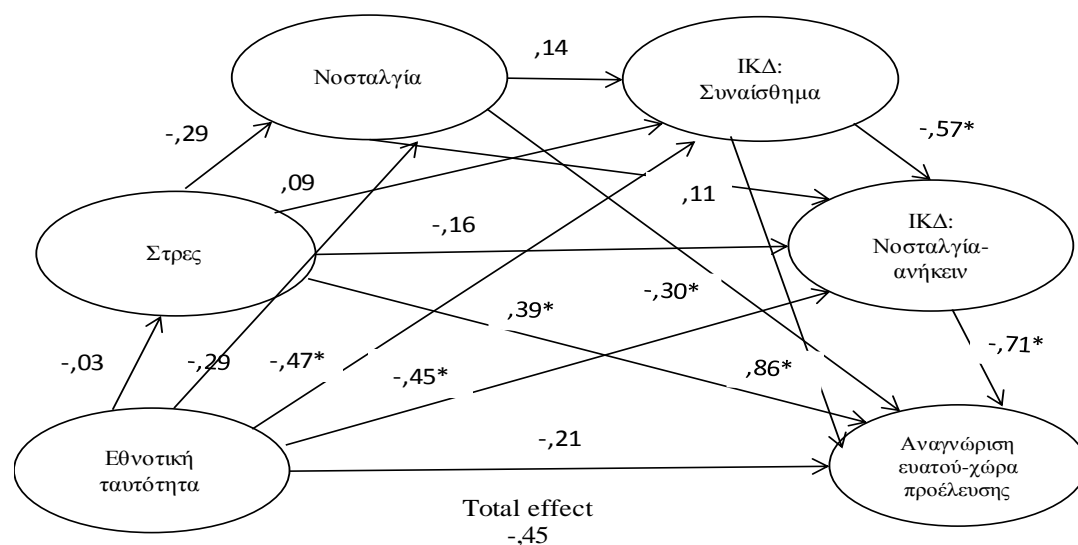 ,14
Νοσταλγία
ΙΚΔ:
Συναίσθημα
-,29
-,57*
,09
,11
Στρες
-,16
ΙΚΔ:
Νοσταλγία-
ανήκειν
,39*
-,30*
-,03
-,29
-,47*
-,45*
,86*
-,71*
Εθνοτική
ταυτότητα
-,21
Αναγνώριση
ευατού-χώρα
προέλευσης
Total effect
-,45